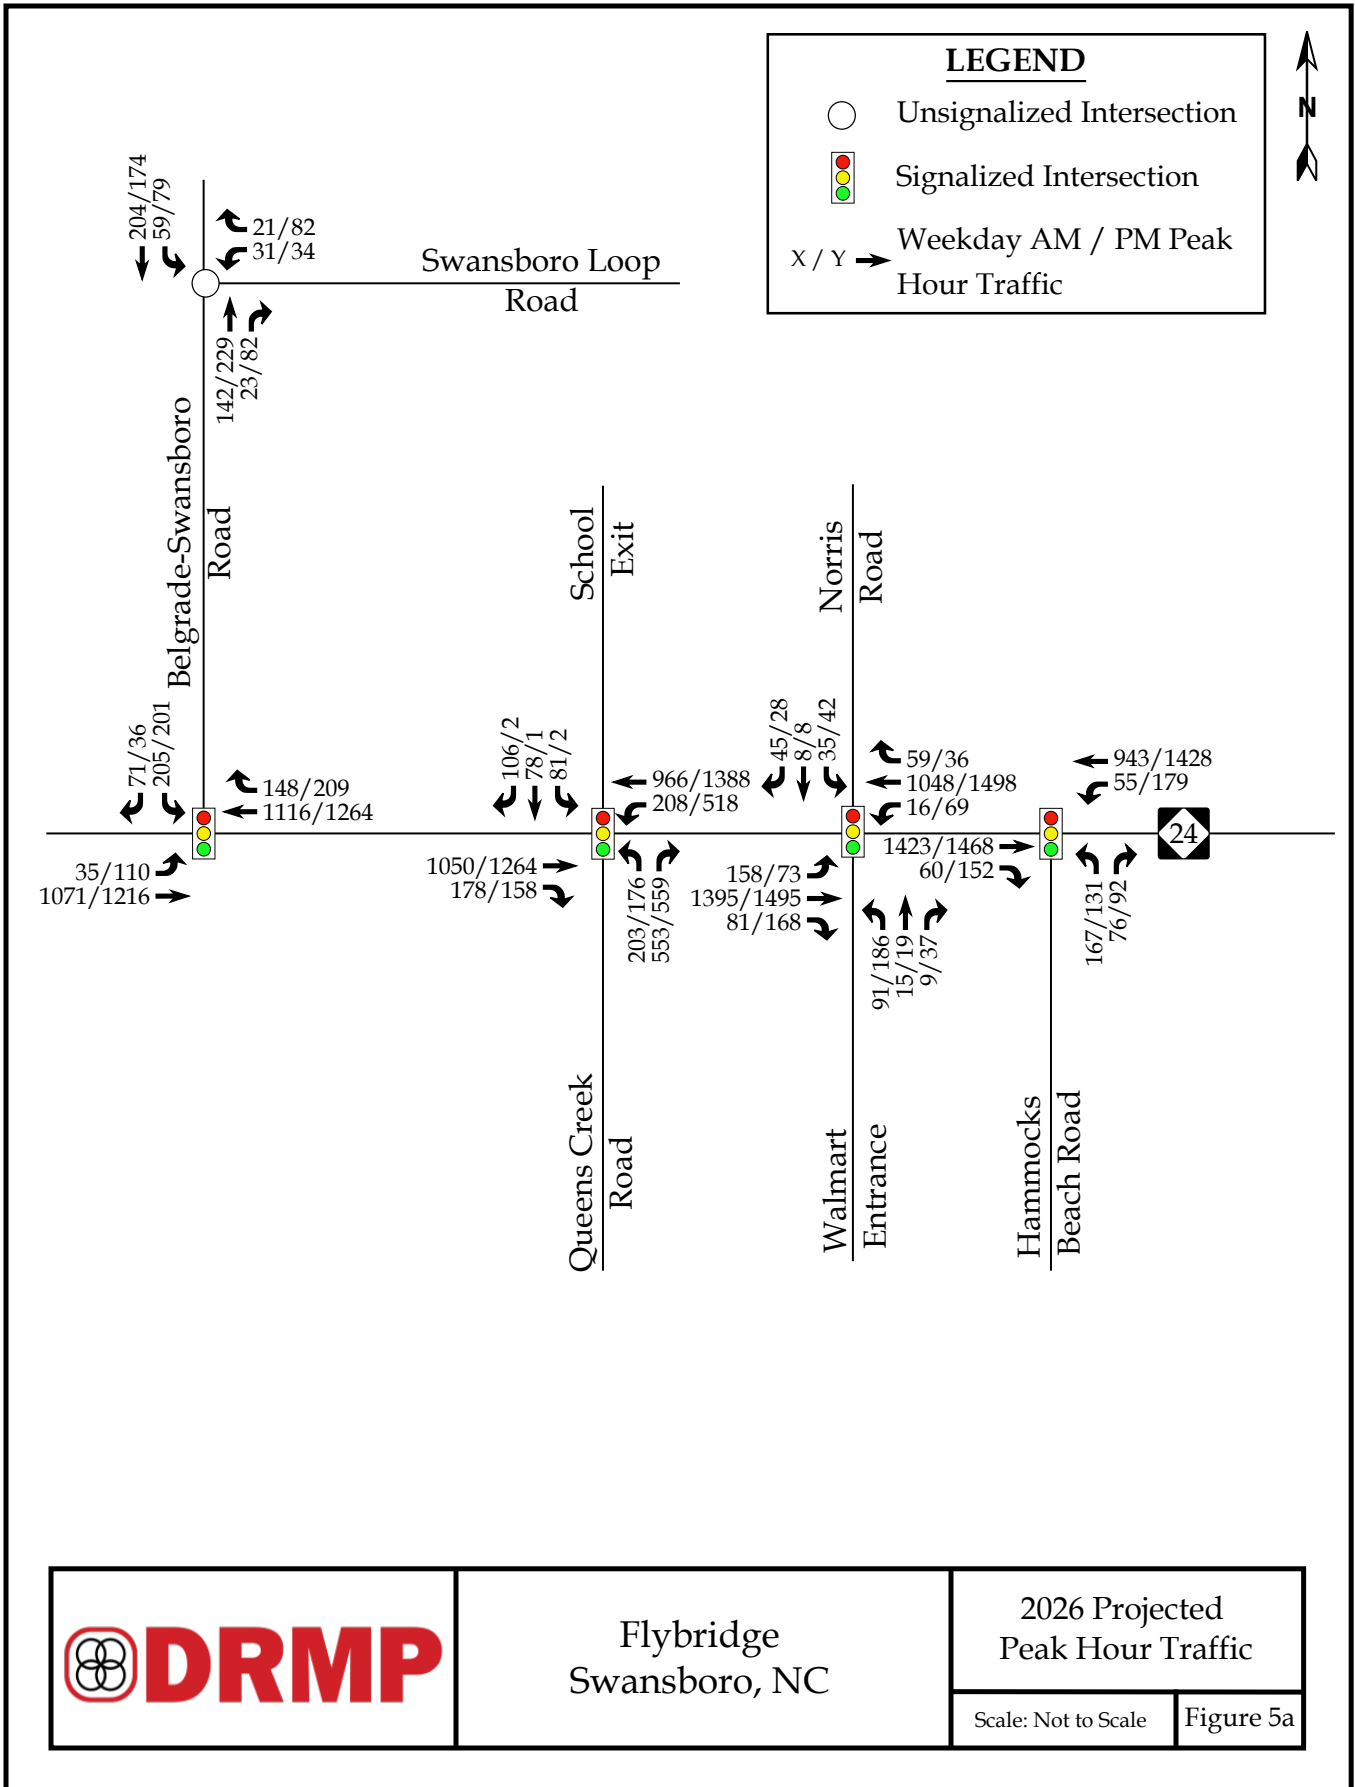 LEGEND
Unsignalized Intersection
Signalized Intersection
X / Y
Weekday AM / PM Peak
Hour Traffic
N
204/174
59/79
21/82
31/34
Swansboro Loop
Road
142/229
23/82
Belgrade-Swansboro
Road
School
Exit
Norris
Road
71/36
205/201
148/209
1116/1264
35/110
1071/1216
106/2
78/1
81/2
966/1388
208/518
1050/1264
178/158
203/176
553/559
45/28
8/8
35/42
59/36
1048/1498
16/69
158/73
1395/1495
81/168
91/186
15/19
9/37
943/1428
55/179
1423/1468
60/152
167/131
76/92
24
Queens Creek
Road
Walmart
Entrance
Hammocks
Beach Road
DRMP
Flybridge
Swansboro, NC
2026 Projected
Peak Hour Traffic
Scale: Not to Scale
Figure 5a